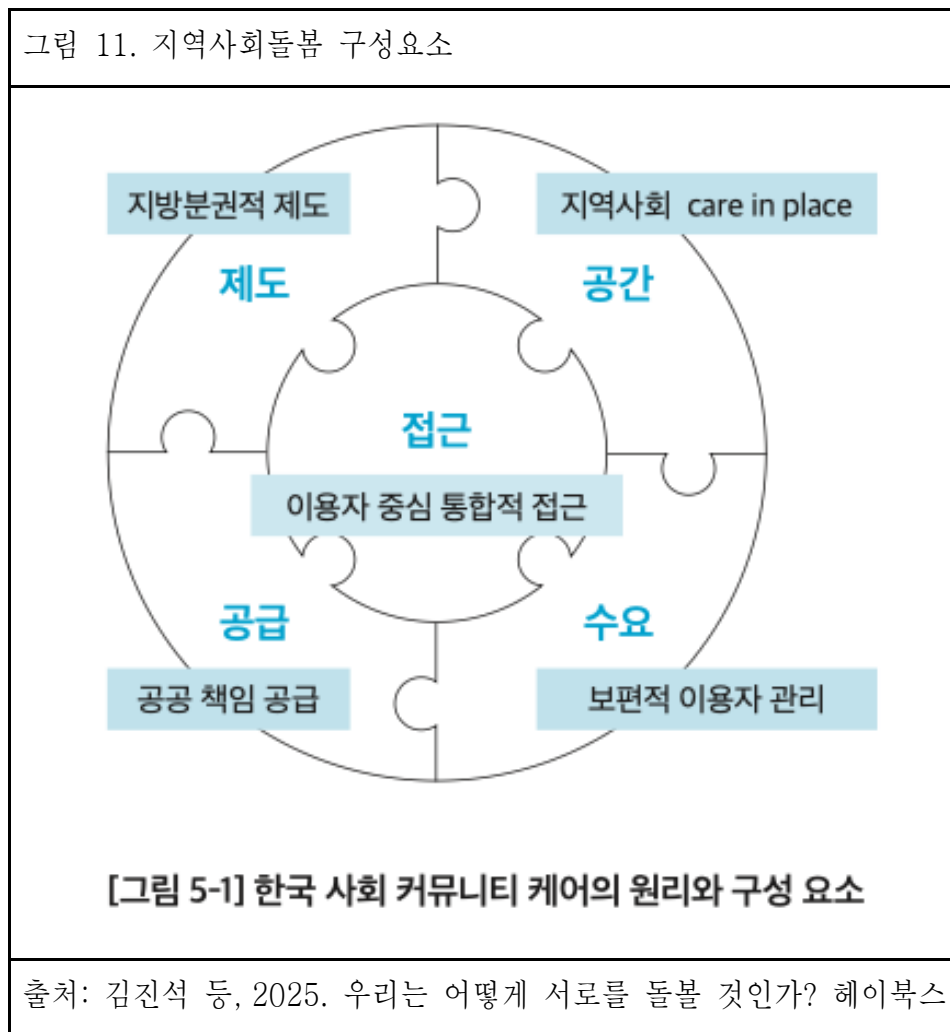 그림 11. 지역사회돌봄 구성요소
지방분권적 제도
제도
지역사회 care in place
공간
접근
이용자 중심 통합적 접근
공급
공공 책임 공급
수요
보편적 이용자 관리
[그림 5-1] 한국 사회 커뮤니티 케어의 원리와 구성 요소
출처: 김진석 등, 2025. 우리는 어떻게 서로를 돌볼 것인가? 헤이북스